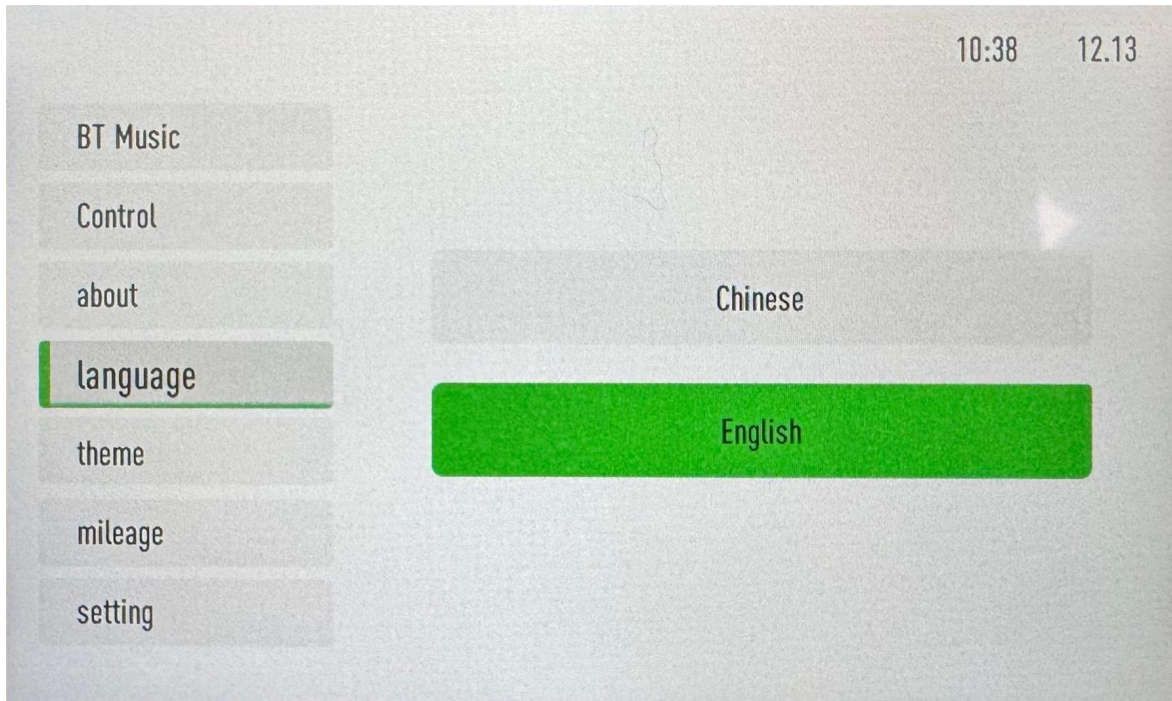 10:38 12.13
BT Music
Control
about
language
theme
mileage
setting
Chinese
English